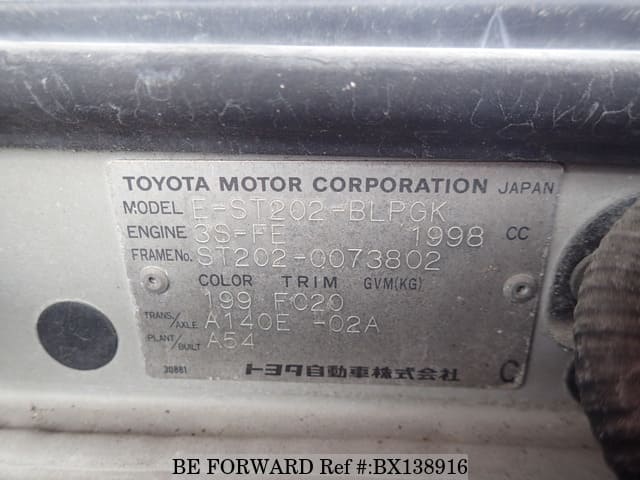 TOYOTA MOTOR CORPORATION JAPAN
MODEL E-ST202-BLPGK
ENGINE 3S-FE 1998 CC
FRAME No. ST202-0073802
COLOR TRIM GVM(KG)
199 FC20
TRANS./AXLE A140E -02A
PLANT/BUILT A54
30881 トヨタ自動車株式会社 C
BE FORWARD Ref #:BX138916